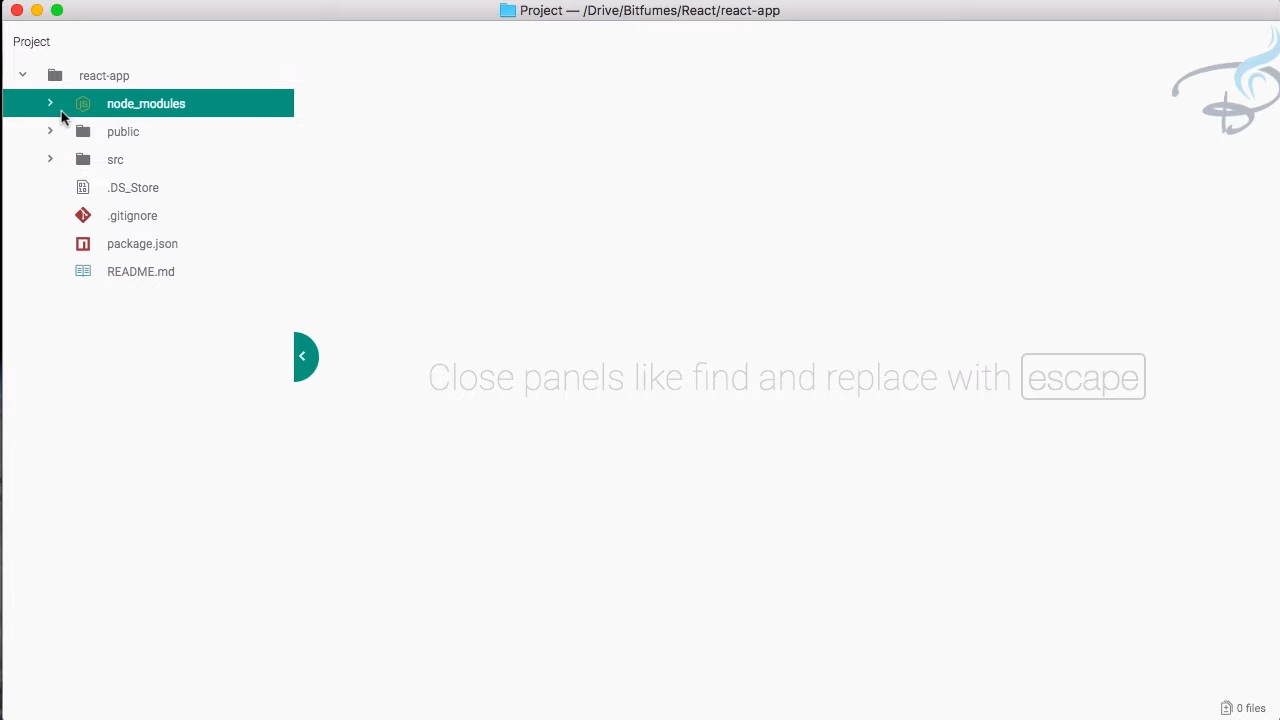 Project — /Drive/Bitfumes/React/react-app
Project
react-app
node_modules
public
src
.DS_Store
.gitignore
package.json
README.md
Close panels like find and replace with escape
0 files